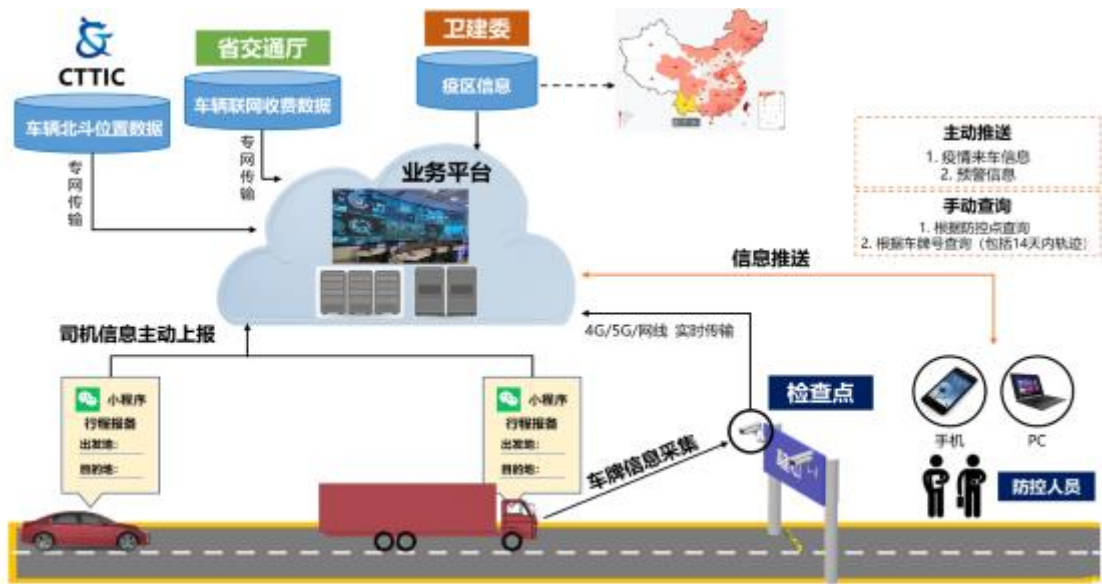 CTTIC
车辆北斗位置数据
专网传输
省交通厅
车辆联网收费数据
专网传输
卫建委
疫区信息
业务平台
主动推送
1. 疫情来车信息
2. 预警信息
手动查询
1. 根据防控点查询
2. 根据车牌号查询（包括14天内轨迹）
信息推送
4G/5G/网线 实时传输
司机信息主动上报
小程序
行程报备
出发地：
目的地：
小程序
行程报备
出发地：
目的地：
车牌信息采集
检查点
手机
PC
防控人员